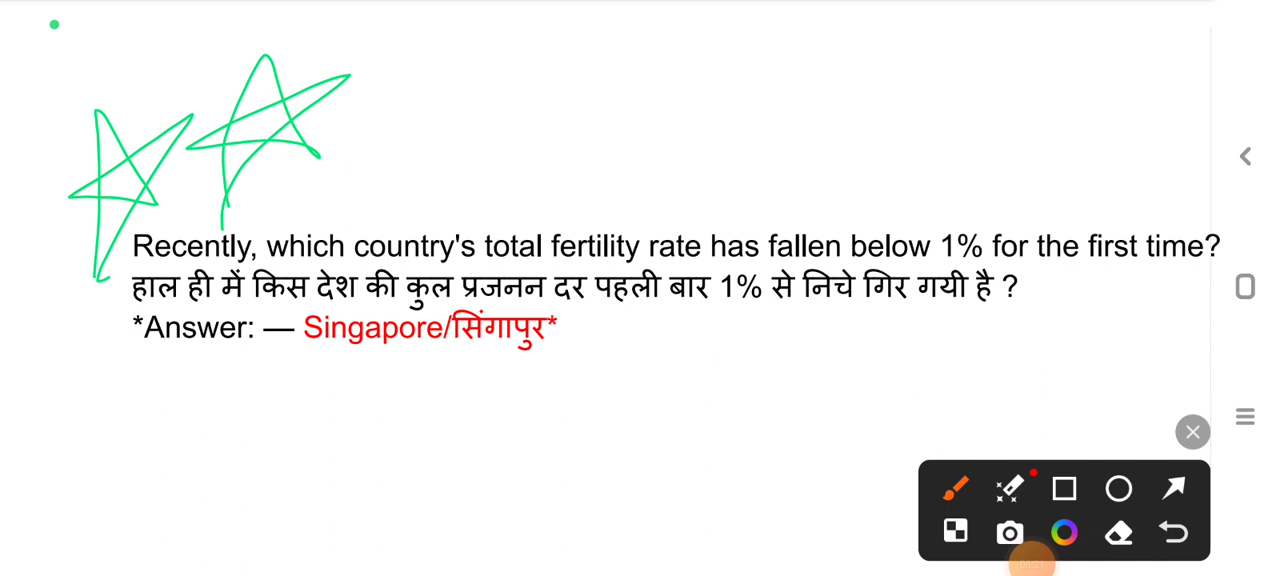 Recently, which country's total fertility rate has fallen below 1% for the first time?
हाल ही में किस देश की कुल प्रजनन दर पहली बार 1% से निचे गिर गयी है ?
*Answer: — Singapore/सिंगापुर*